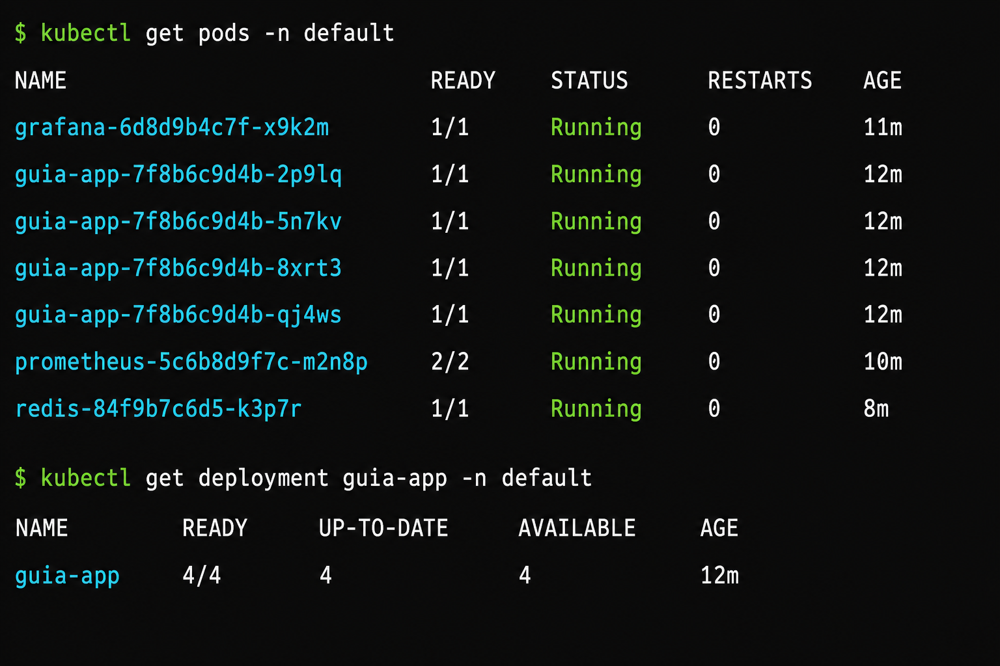 $ kubectl get pods -n default
NAME READY STATUS RESTARTS AGE
grafana-6d8d9b4c7f-x9k2m 1/1 Running 0 11m
guia-app-7f8b6c9d4b-2p9lq 1/1 Running 0 12m
guia-app-7f8b6c9d4b-5n7kv 1/1 Running 0 12m
guia-app-7f8b6c9d4b-8xrt3 1/1 Running 0 12m
guia-app-7f8b6c9d4b-qj4ws 1/1 Running 0 12m
prometheus-5c6b8d9f7c-m2n8p 2/2 Running 0 10m
redis-84f9b7c6d5-k3p7r 1/1 Running 0 8m
$ kubectl get deployment guia-app -n default
NAME READY UP-TO-DATE AVAILABLE AGE
guia-app 4/4 4 4 12m